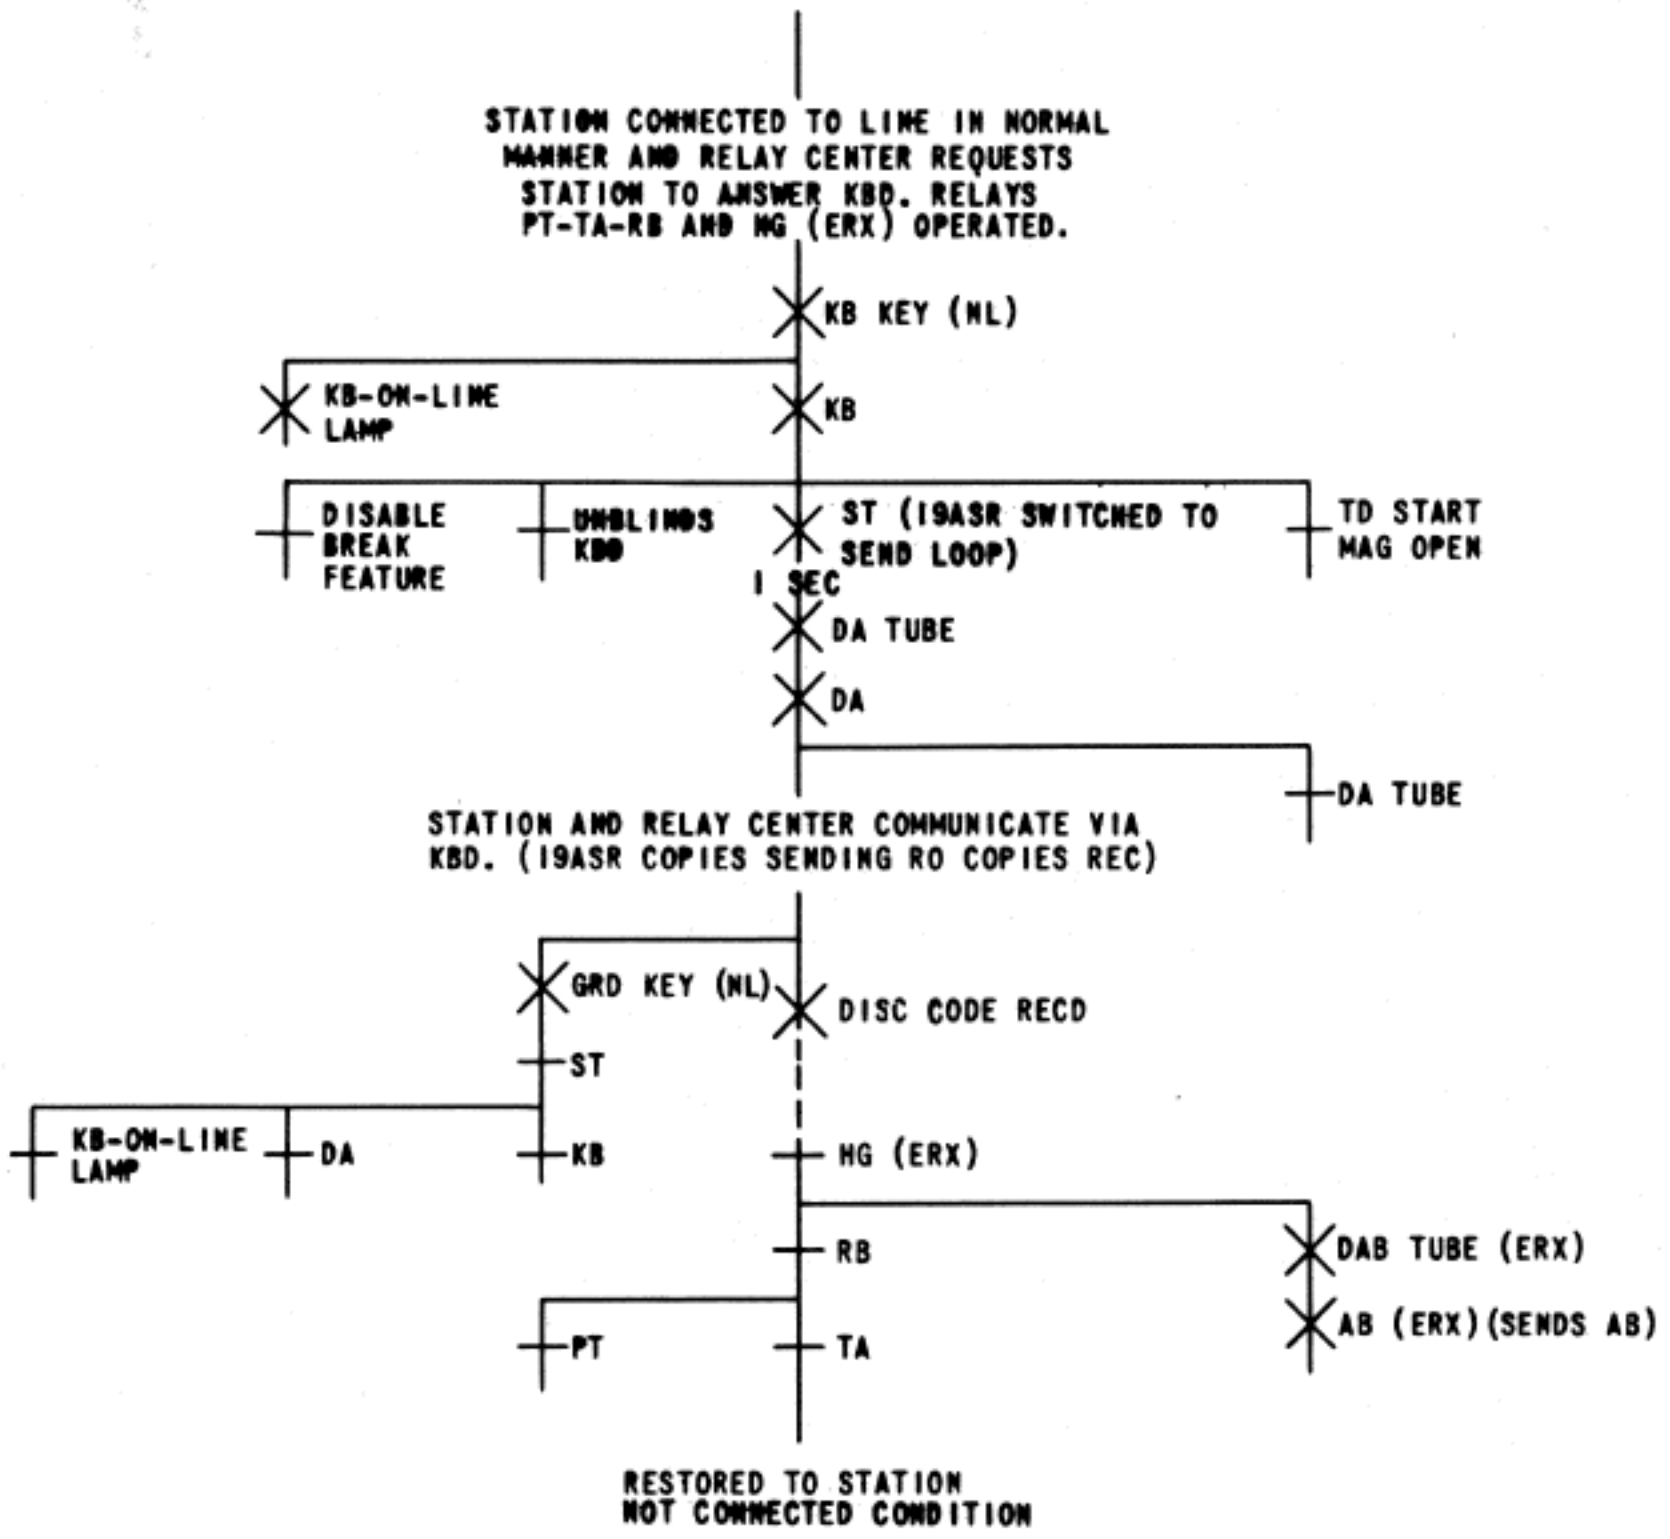 STATION CONNECTED TO LINE IN NORMAL
MANNER AND RELAY CENTER REQUESTS
STATION TO ANSWER KBD. RELAYS
PT-TA-RB AND HG (ERX) OPERATED.
KB KEY (NL)
KB-ON-LINE
LAMP
KB
DISABLE
BREAK
FEATURE
UNBLINDS
KBD
ST (19ASR SWITCHED TO
SEND LOOP)
TD START
MAG OPEN
1 SEC
DA TUBE
DA
DA TUBE
STATION AND RELAY CENTER COMMUNICATE VIA
KBD. (19ASR COPIES SENDING RO COPIES REC)
GRD KEY (NL)
DISC CODE RECD
ST
KB-ON-LINE
LAMP
DA
KB
HG (ERX)
RB
DAB TUBE (ERX)
AB (ERX)(SENDS AB)
PT
TA
RESTORED TO STATION
NOT CONNECTED CONDITION